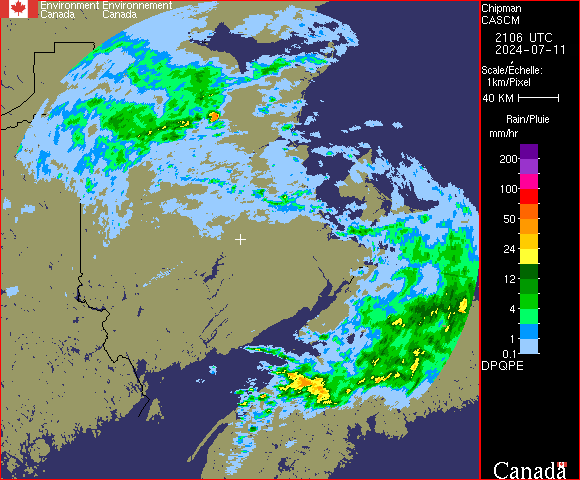 Environment Environnement
Canada Canada
Chipman
CASCM
2106 UTC
2024-07-11
Scale/Échelle:
1km/Pixel
40 KM
Rain/Pluie
mm/hr
200
100
50
24
12
4
1
0.1
DPQPE
Canada